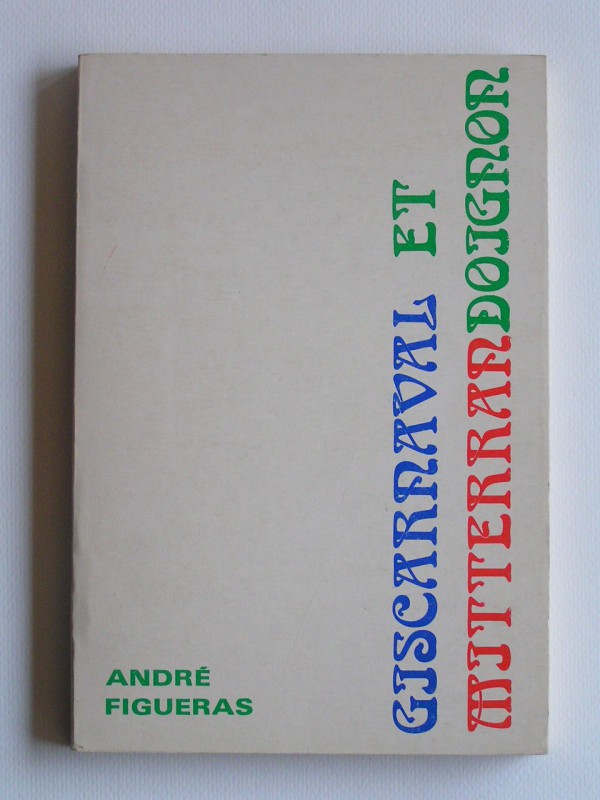 GISCARNAVAL ET
MITTERRANDOIGNON
ANDRÉ
FIGUERAS